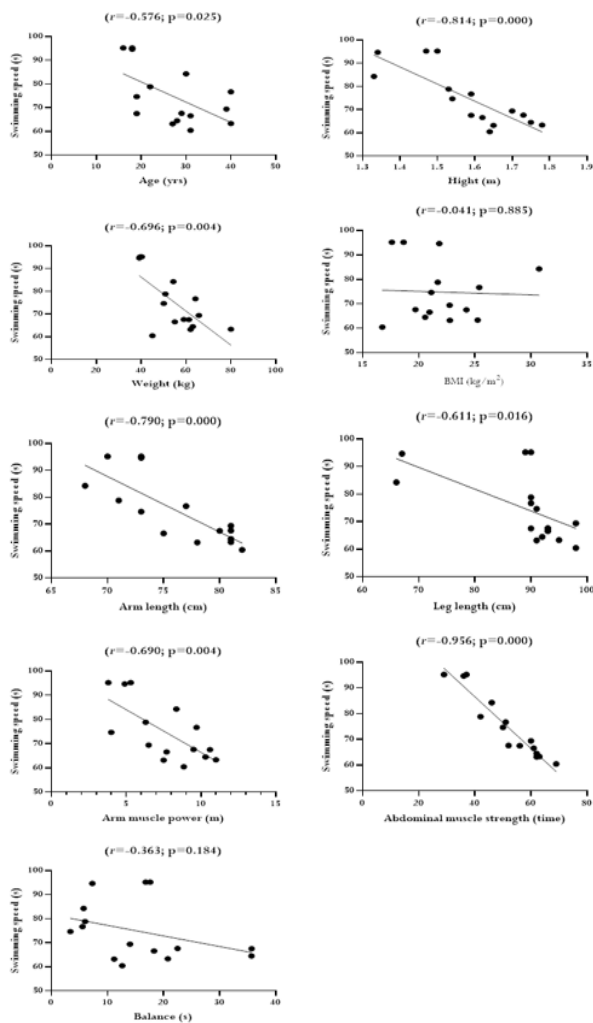 (r=-0.576; p=0.025)
Swimming speed (s)
100
90
80
70
60
50
0 10 20 30 40 50
Age (yrs)
(r=-0.814; p=0.000)
Swimming speed (s)
100
90
80
70
60
50
1.3 1.4 1.5 1.6 1.7 1.8 1.9
Hight (m)
(r=-0.696; p=0.004)
Swimming speed (s)
100
90
80
70
60
50
0 20 40 60 80 100
Weight (kg)
(r=-0.041; p=0.885)
Swimming speed (s)
100
90
80
70
60
50
15 20 25 30 35
BMI (kg/m²)
(r=-0.790; p=0.000)
Swimming speed (s)
100
90
80
70
60
50
65 70 75 80 85
Arm length (cm)
(r=-0.611; p=0.016)
Swimming speed (s)
100
90
80
70
60
50
60 70 80 90 100
Leg length (cm)
(r=-0.690; p=0.004)
Swimming speed (s)
100
90
80
70
60
50
0 5 10 15
Arm muscle power (m)
(r=-0.956; p=0.000)
Swimming speed (s)
100
90
80
70
60
50
0 20 40 60 80
Abdominal muscle strength (time)
(r=-0.363; p=0.184)
Swimming speed (s)
100
90
80
70
60
50
0 10 20 30 40
Balance (s)